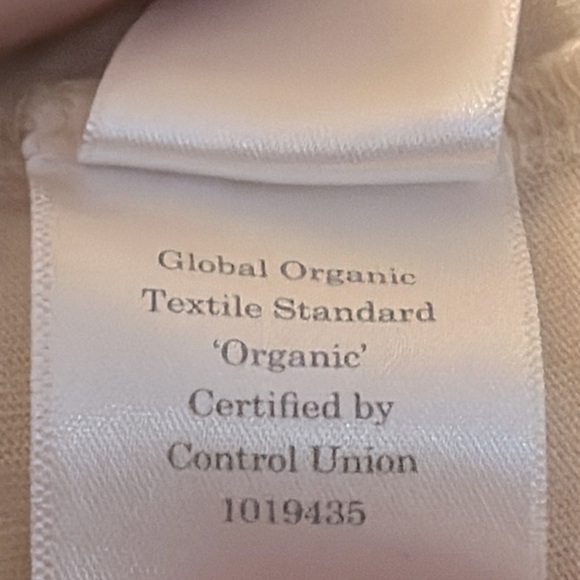 Global Organic
Textile Standard
‘Organic’
Certified by
Control Union
1019435